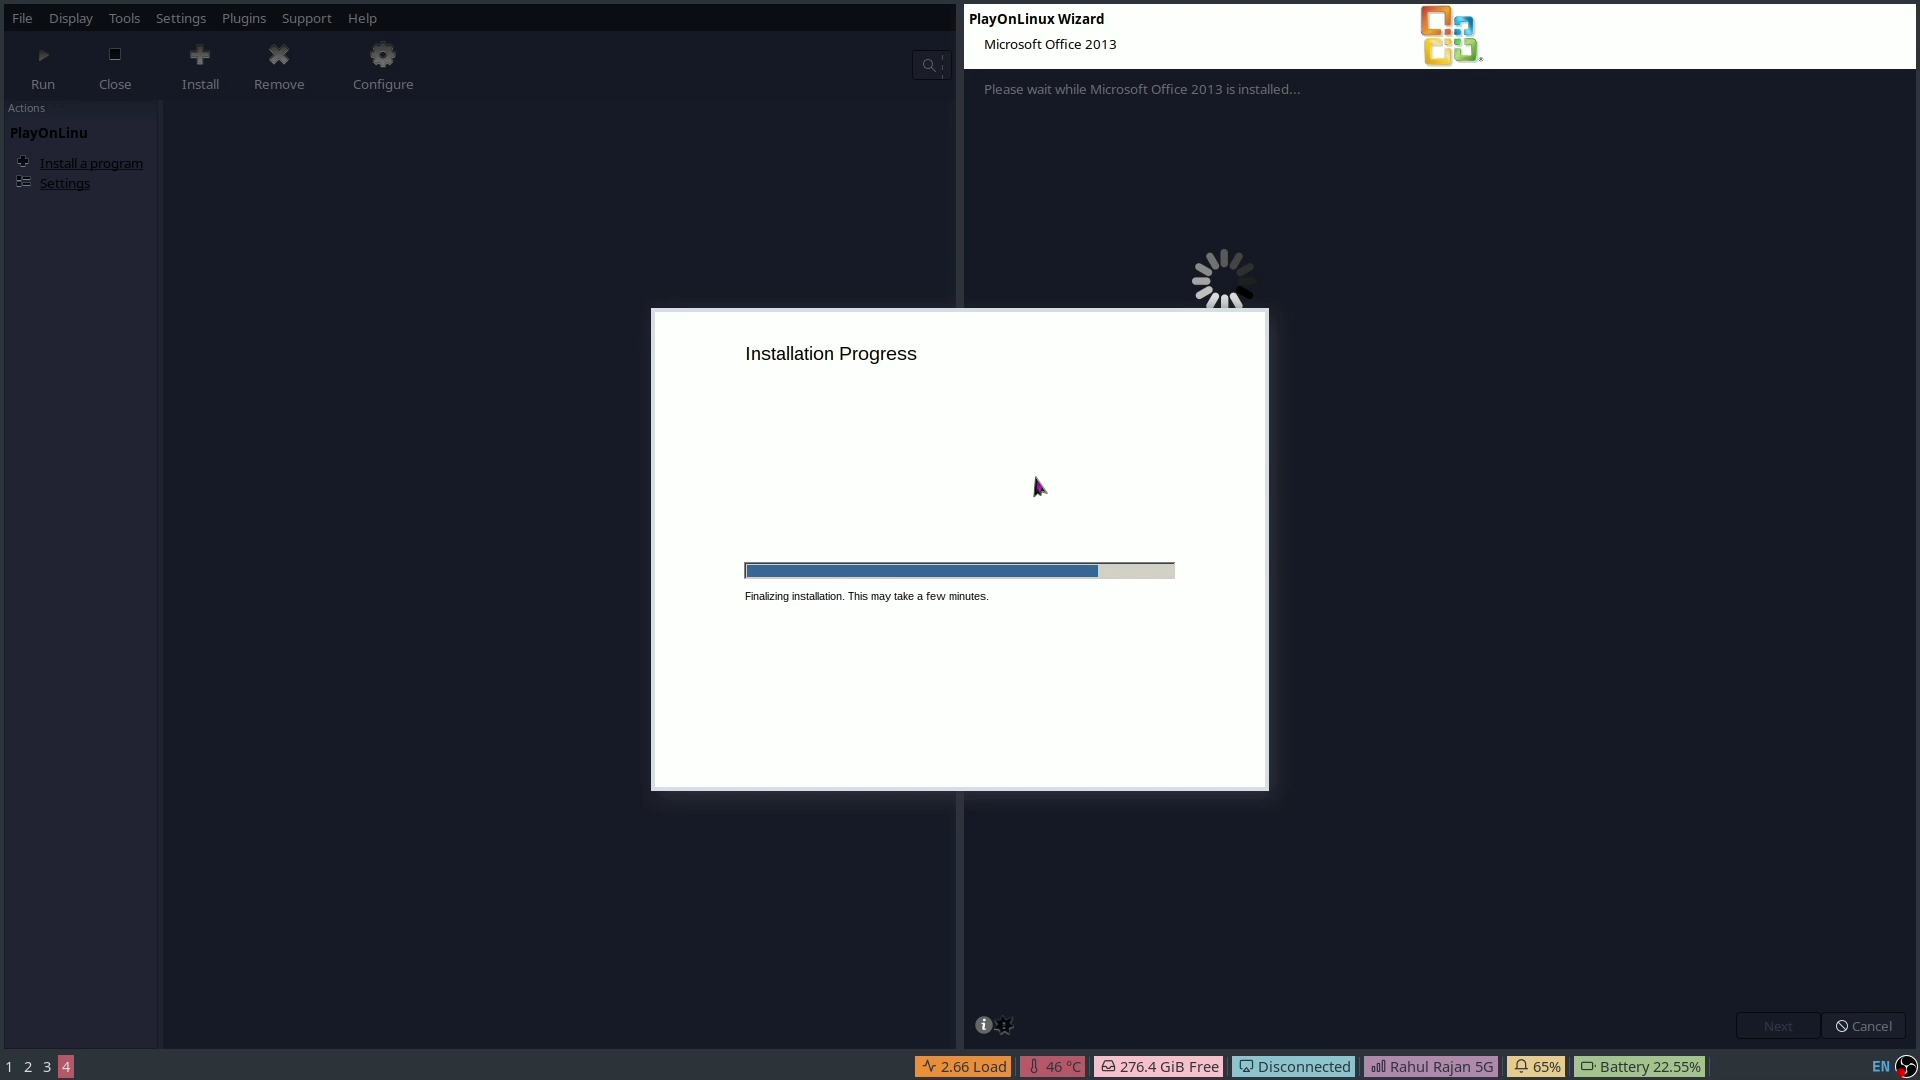 File Display Tools Settings Plugins Support Help
Run Close Install Remove Configure
Actions
PlayOnLinu
Install a program
Settings
PlayOnLinux Wizard
Microsoft Office 2013
Please wait while Microsoft Office 2013 is installed...
Installation Progress
Finalizing installation. This may take a few minutes.
Next Cancel
1 2 3 4 2.66 Load 46 °C 276.4 GiB Free Disconnected Rahul Rajan 5G 65% Battery 22.55% EN